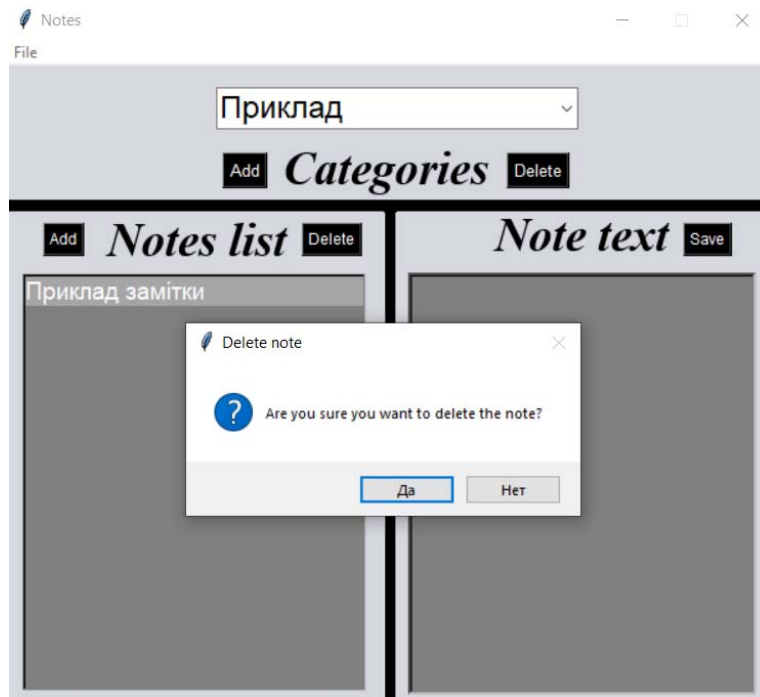 Notes
File
Приклад
Add Categories Delete
Add Notes list Delete
Note text Save
Приклад замітки
Delete note
Are you sure you want to delete the note?
Да Нет